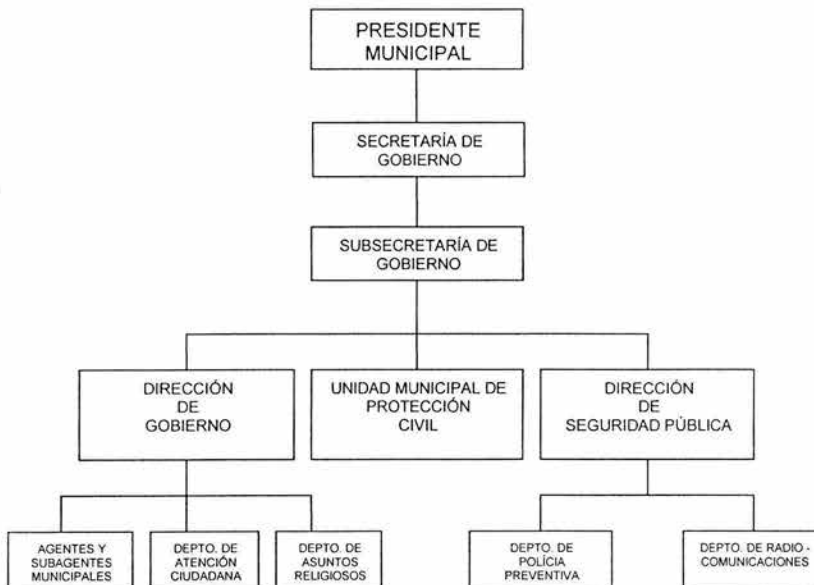 PRESIDENTE
MUNICIPAL
SECRETARÍA DE
GOBIERNO
SUBSECRETARÍA DE
GOBIERNO
DIRECCIÓN
DE
GOBIERNO
UNIDAD MUNICIPAL DE
PROTECCIÓN
CIVIL
DIRECCIÓN
DE
SEGURIDAD PÚBLICA
AGENTES Y
SUBAGENTES
MUNICIPALES
DEPTO. DE
ATENCIÓN
CIUDADANA
DEPTO. DE
ASUNTOS
RELIGIOSOS
DEPTO. DE
POLÍCIA
PREVENTIVA
DEPTO. DE RADIO -
COMUNICACIONES